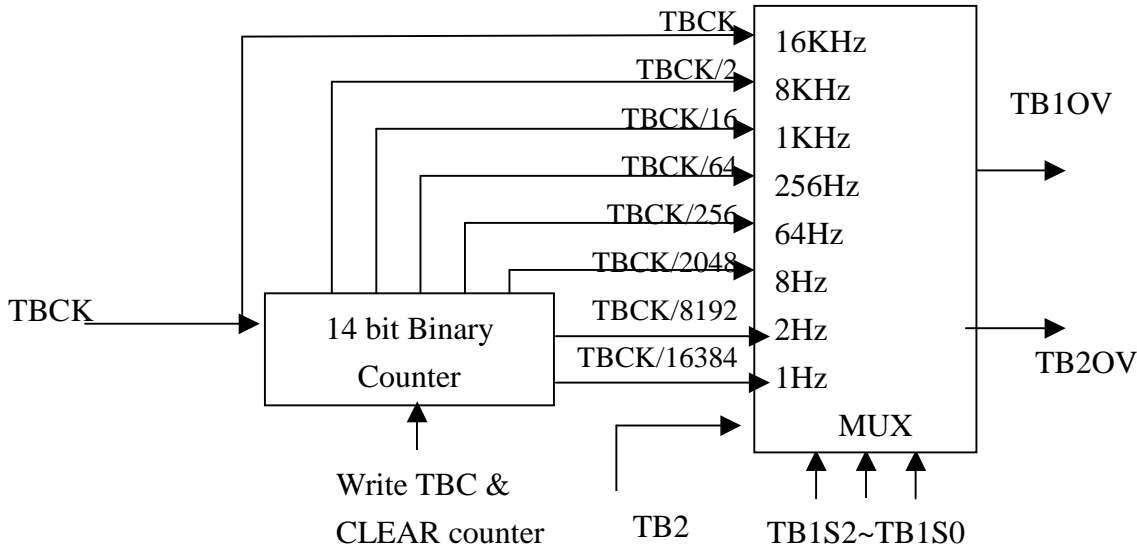 TBCK
16KHz
TBCK/2
8KHz
TB1OV
TBCK/16
1KHz
TBCK/64
256Hz
TBCK/256
64Hz
TBCK/2048
8Hz
TBCK
14 bit Binary
Counter
TBCK/8192
2Hz
TBCK/16384
1Hz
TB2OV
MUX
Write TBC &
CLEAR counter
TB2
TB1S2~TB1S0